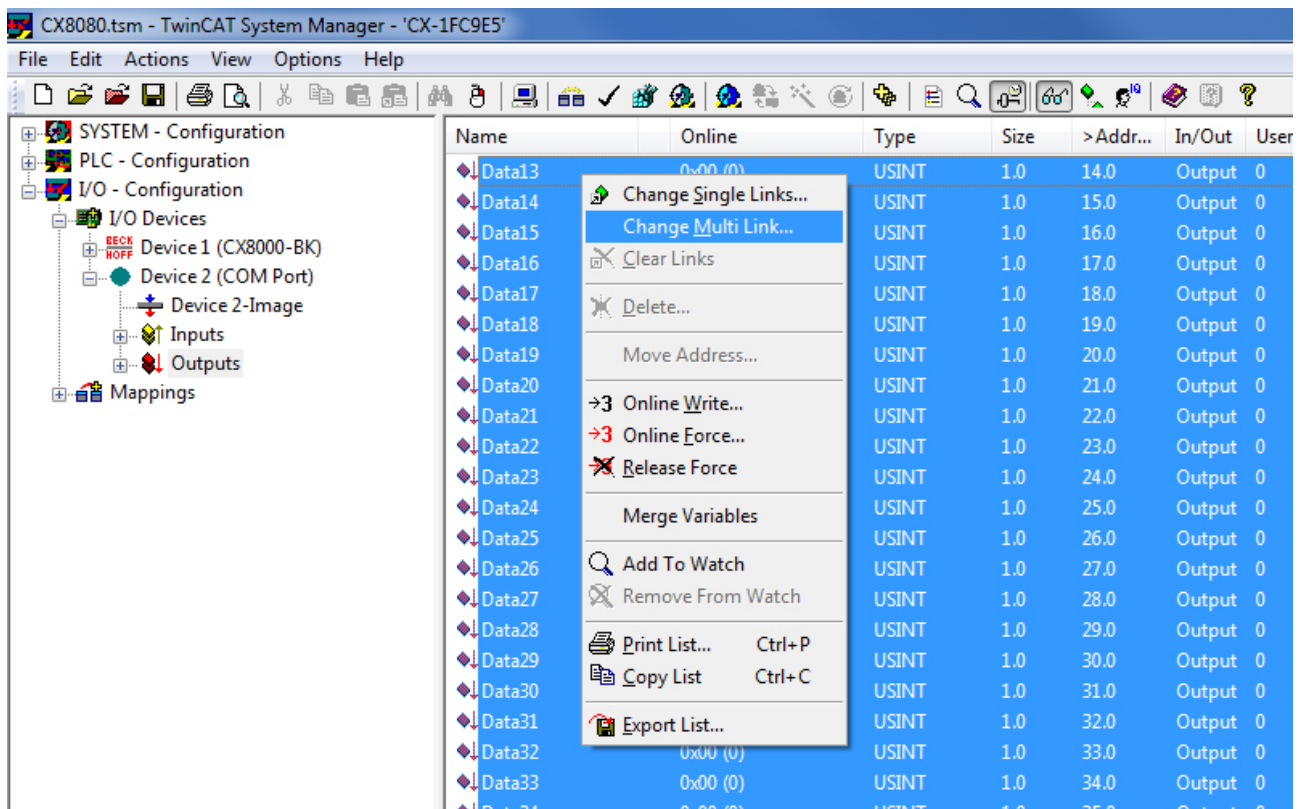 CX8080.tsm - TwinCAT System Manager - 'CX-1FC9E5'
File Edit Actions View Options Help
SYSTEM - Configuration
PLC - Configuration
I/O - Configuration
I/O Devices
BECK
HOFF
Device 1 (CX8000-BK)
Device 2 (COM Port)
Device 2-Image
Inputs
Outputs
Mappings
Name Online Type Size >Addr... In/Out User
Data13 0x00 (0) USINT 1.0 14.0 Output 0
Data14 USINT 1.0 15.0 Output 0
Data15 USINT 1.0 16.0 Output 0
Data16 USINT 1.0 17.0 Output 0
Data17 USINT 1.0 18.0 Output 0
Data18 USINT 1.0 19.0 Output 0
Data19 USINT 1.0 20.0 Output 0
Data20 USINT 1.0 21.0 Output 0
Data21 USINT 1.0 22.0 Output 0
Data22 USINT 1.0 23.0 Output 0
Data23 USINT 1.0 24.0 Output 0
Data24 USINT 1.0 25.0 Output 0
Data25 USINT 1.0 26.0 Output 0
Data26 USINT 1.0 27.0 Output 0
Data27 USINT 1.0 28.0 Output 0
Data28 USINT 1.0 29.0 Output 0
Data29 USINT 1.0 30.0 Output 0
Data30 USINT 1.0 31.0 Output 0
Data31 USINT 1.0 32.0 Output 0
Data32 0x00 (0) USINT 1.0 33.0 Output 0
Data33 0x00 (0) USINT 1.0 34.0 Output 0
Change Single Links...
Change Multi Link...
Clear Links
Delete...
Move Address...
→3 Online Write...
→3 Online Force...
Release Force
Merge Variables
Add To Watch
Remove From Watch
Print List... Ctrl+P
Copy List Ctrl+C
Export List...